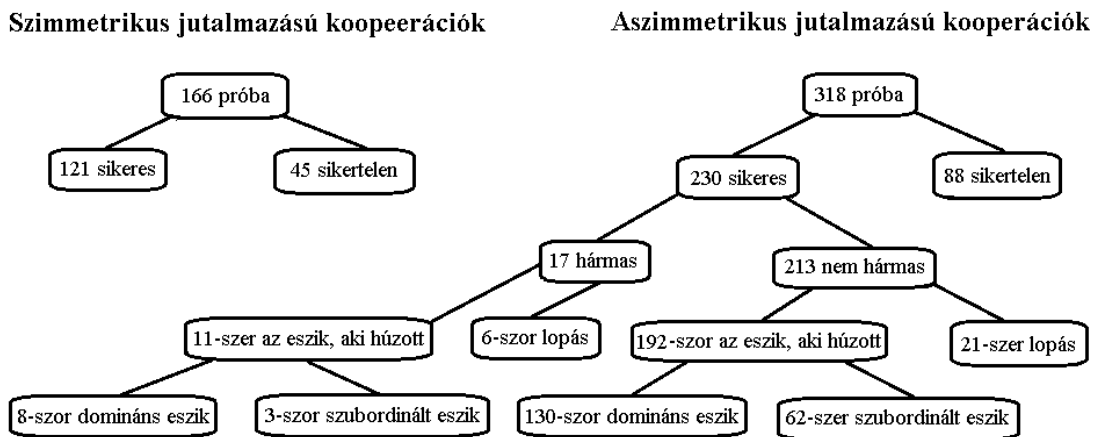 Szimmetrikus jutalmazású koopeerációk
Aszimmetrikus jutalmazású kooperációk
166 próba
318 próba
121 sikeres
45 sikertelen
230 sikeres
88 sikertelen
17 hármas
213 nem hármas
11-szer az eszik, aki húzott
6-szor lopás
192-szor az eszik, aki húzott
21-szer lopás
8-szor domináns eszik
3-szor szubordinált eszik
130-szor domináns eszik
62-szer szubordinált eszik